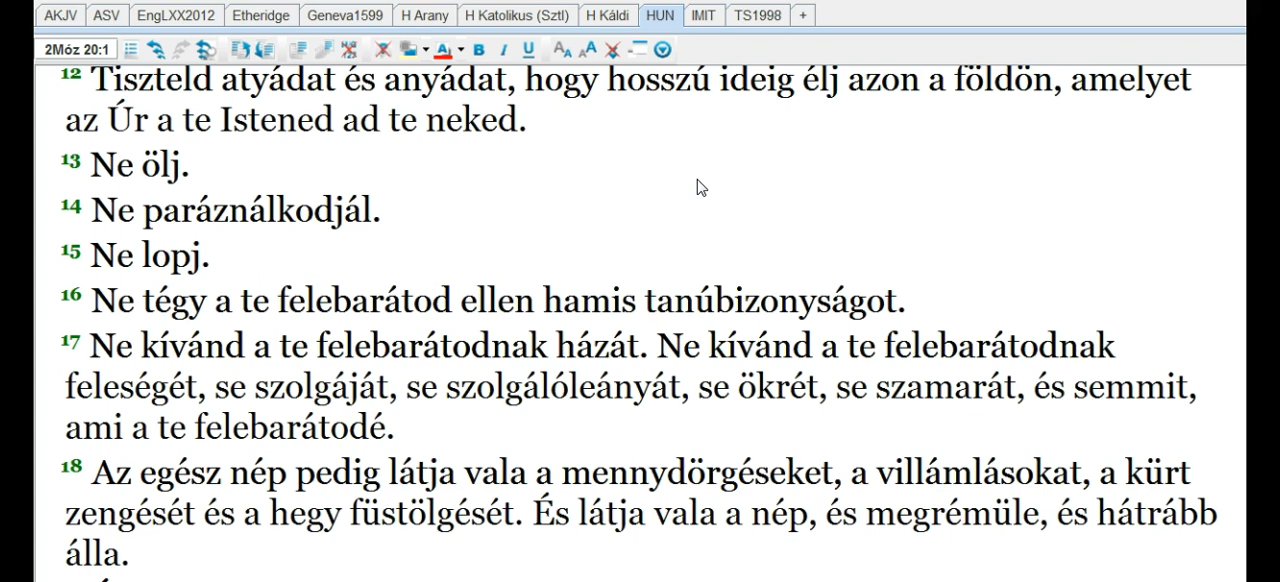 AKJV ASV EngLXX2012 Etheridge Geneva1599 H Arany H Katolikus (Sztl) H Káldi HUN IMIT TS1998 +
2Móz 20:1
12 Tiszteld atyádat és anyádat, hogy hosszú ideig élj azon a földön, amelyet
az Úr a te Istened ad te neked.
13 Ne ölj.
14 Ne paráználkodjál.
15 Ne lopj.
16 Ne tégy a te felebarátod ellen hamis tanúbizonyságot.
17 Ne kívánd a te felebarátodnak házát. Ne kívánd a te felebarátodnak
feleségét, se szolgáját, se szolgálóleányát, se ökrét, se szamarát, és semmit,
ami a te felebarátodé.
18 Az egész nép pedig látja vala a mennydörgéseket, a villámlásokat, a kürt
zengését és a hegy füstölgését. És látja vala a nép, és megrémüle, és hátrább
álla.